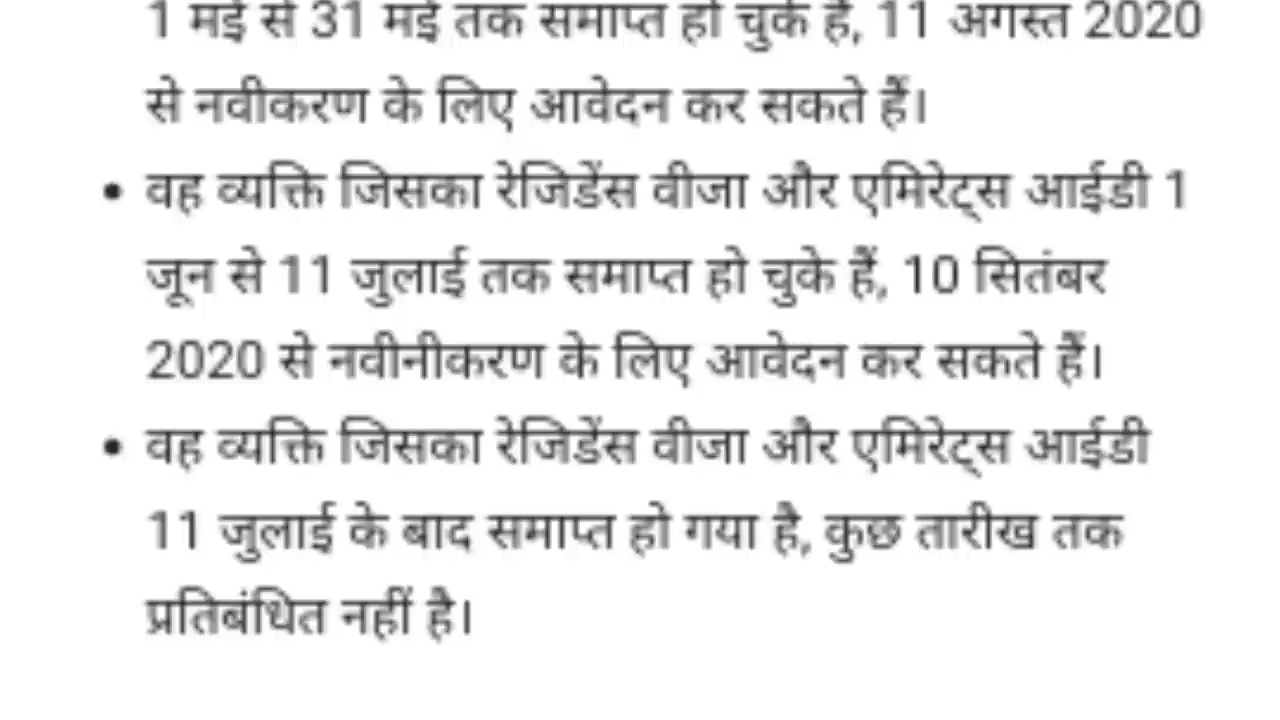 1 मई से 31 मई तक समाप्त हो चुके हैं, 11 अगस्त 2020
से नवीकरण के लिए आवेदन कर सकते हैं।
• वह व्यक्ति जिसका रेजिडेंस वीजा और एमिरेट्स आईडी 1
जून से 11 जुलाई तक समाप्त हो चुके हैं, 10 सितंबर
2020 से नवीनीकरण के लिए आवेदन कर सकते हैं।
• वह व्यक्ति जिसका रेजिडेंस वीजा और एमिरेट्स आईडी
11 जुलाई के बाद समाप्त हो गया है, कुछ तारीख तक
प्रतिबंधित नहीं है।